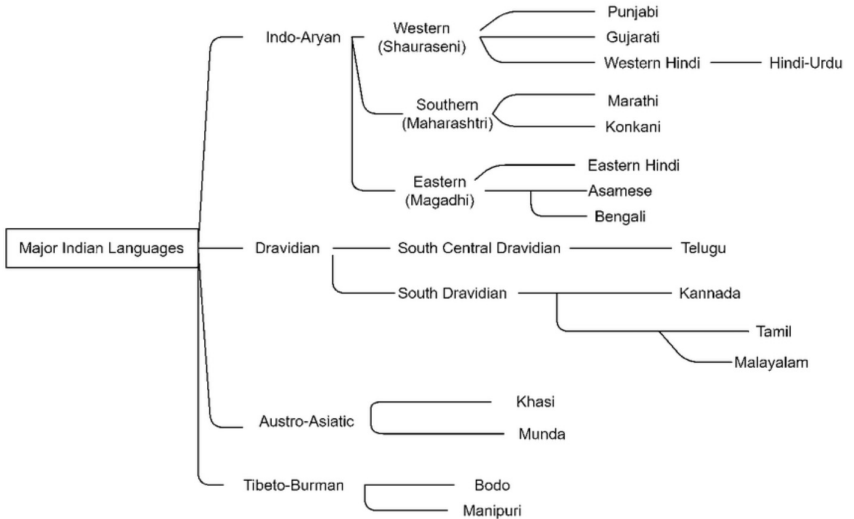 Punjabi
Indo-Aryan
Western
(Shauraseni)
Gujarati
Western Hindi
Hindi-Urdu
Southern
(Maharashtri)
Marathi
Konkani
Eastern
(Magadhi)
Eastern Hindi
Asamese
Bengali
Major Indian Languages
Dravidian
South Central Dravidian
Telugu
South Dravidian
Kannada
Tamil
Malayalam
Austro-Asiatic
Khasi
Munda
Tibeto-Burman
Bodo
Manipuri